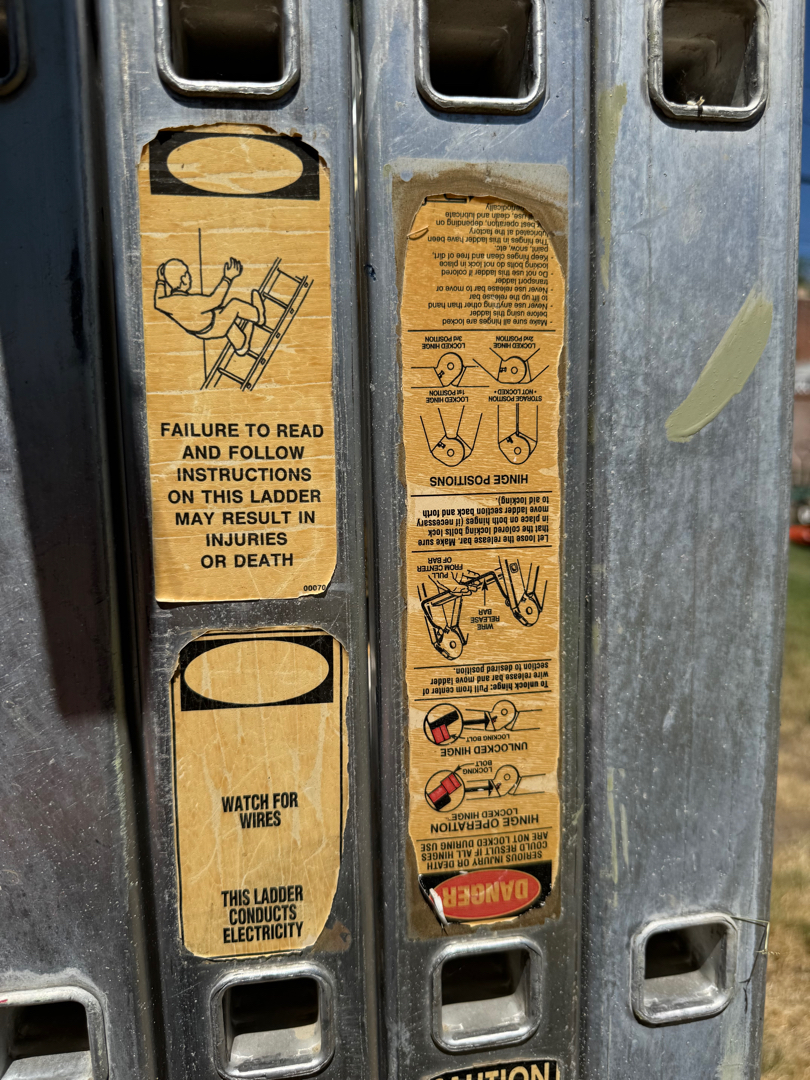 FAILURE TO READ
AND FOLLOW
INSTRUCTIONS
ON THIS LADDER
MAY RESULT IN
INJURIES
OR DEATH
00070
WATCH FOR
WIRES
THIS LADDER
CONDUCTS
ELECTRICITY
DANGER
SERIOUS INJURY OR DEATH
COULD RESULT IF ALL HINGES
ARE NOT LOCKED DURING USE
HINGE OPERATION
LOCKED HINGE
LOCKING
BOLT
UNLOCKED HINGE
LOCKING BOLT
To unlock hinge: Pull from center of
wire release bar and move ladder
section to desired position.
WIRE
RELEASE
BAR
PULL
FROM CENTER
OF BAR
Let loose the release bar. Make sure
that the colored locking bolts lock
in place on both hinges (if necessary
move ladder section back and forth
to aid locking).
HINGE POSITIONS
STORAGE POSITION
• NOT LOCKED •
LOCKED HINGE
1st POSITION
LOCKED HINGE
2nd POSITION
LOCKED HINGE
3rd POSITION
- Make sure all hinges are locked
before using this ladder
- Never use anything other than hand
to lift up the release bar
- Never use release bar to move or
transport ladder
- Do not use this ladder if colored
locking bolts do not lock in place
- Keep hinges clean and free of dirt,
paint, snow, etc.
The hinges in this ladder have been
lubricated at the factory
best operation, depending on
use, clean and lubricate
periodically
CAUTION